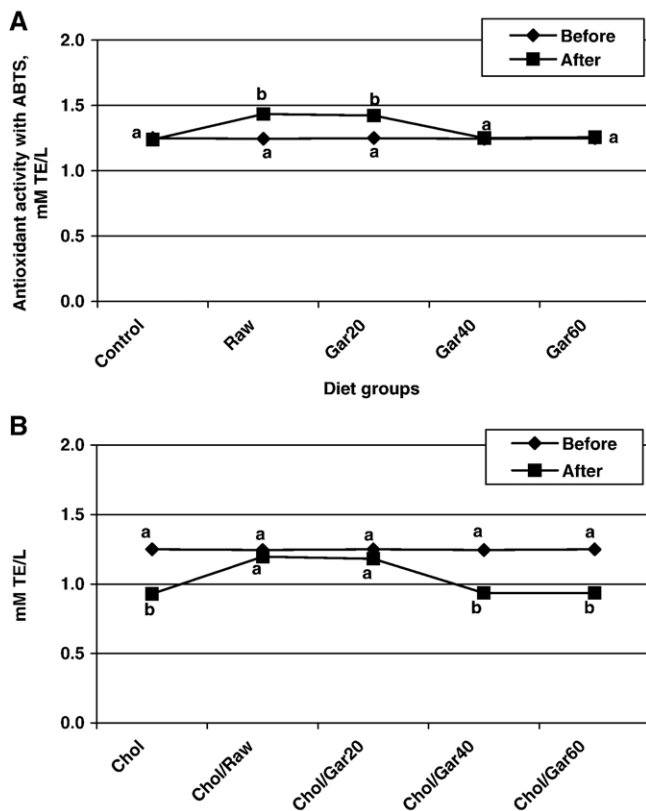 A
2.0
1.5
1.0
0.5
0.0
Antioxidant activity with ABTS,
mM TE/L
Before
After
a
b
b
a
a
a
a
Control
Raw
Gar20
Gar40
Gar60
Diet groups
B
2.0
1.5
1.0
0.5
0.0
mM TE/L
Before
After
a
a
a
a
a
b
a
a
b
b
Chol
Chol/Raw
Chol/Gar20
Chol/Gar40
Chol/Gar60